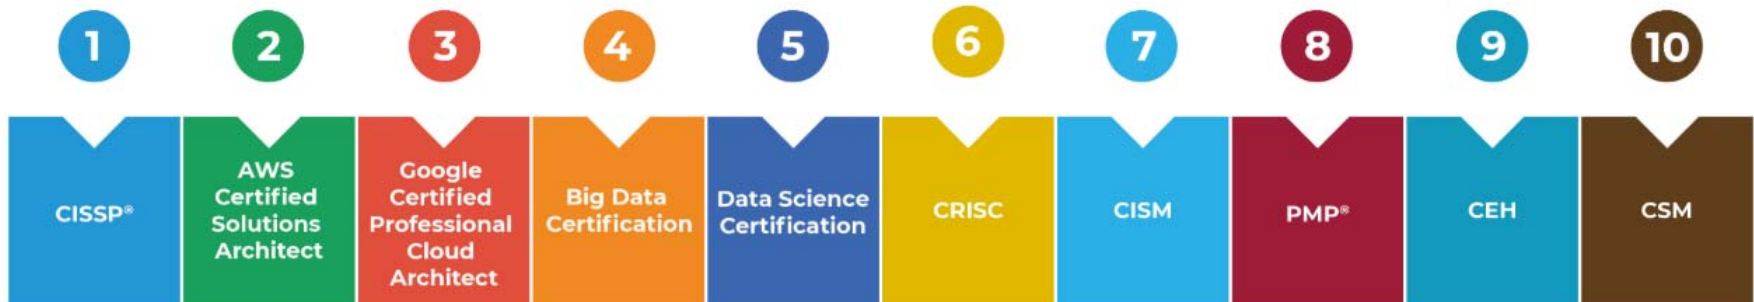 1
2
3
4
5
6
7
8
9
10
CISSP®
AWS
Certified
Solutions
Architect
Google
Certified
Professional
Cloud
Architect
Big Data
Certification
Data Science
Certification
CRISC
CISM
PMP®
CEH
CSM